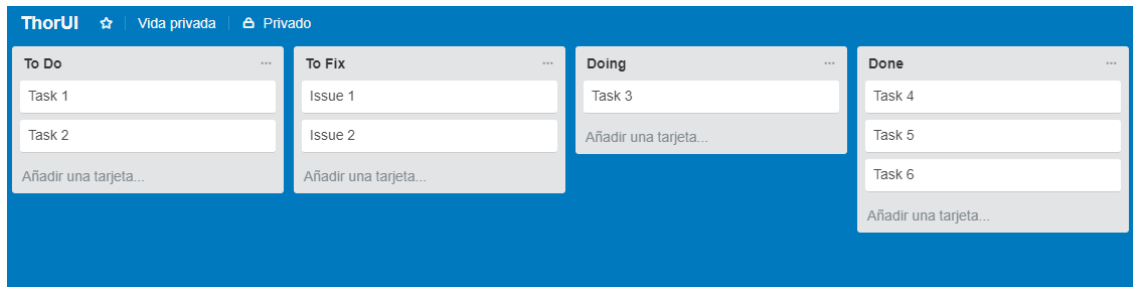 ThorUI Vida privada Privado
To Do
Task 1
Task 2
Añadir una tarjeta...
To Fix
Issue 1
Issue 2
Añadir una tarjeta...
Doing
Task 3
Añadir una tarjeta...
Done
Task 4
Task 5
Task 6
Añadir una tarjeta...